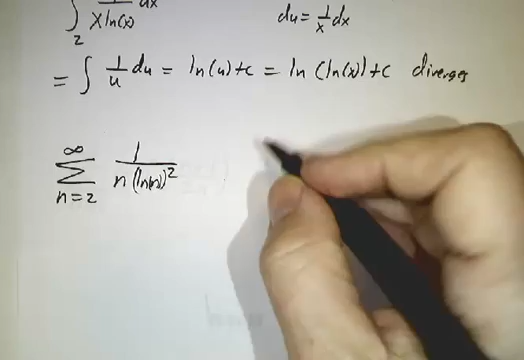 ∫₂ 1/(x ln(x)) dx du = 1/x dx
= ∫ 1/u du = ln(u)+c = ln(ln(x))+c diverges
∞∑n=2 1/(n(ln(n))²)